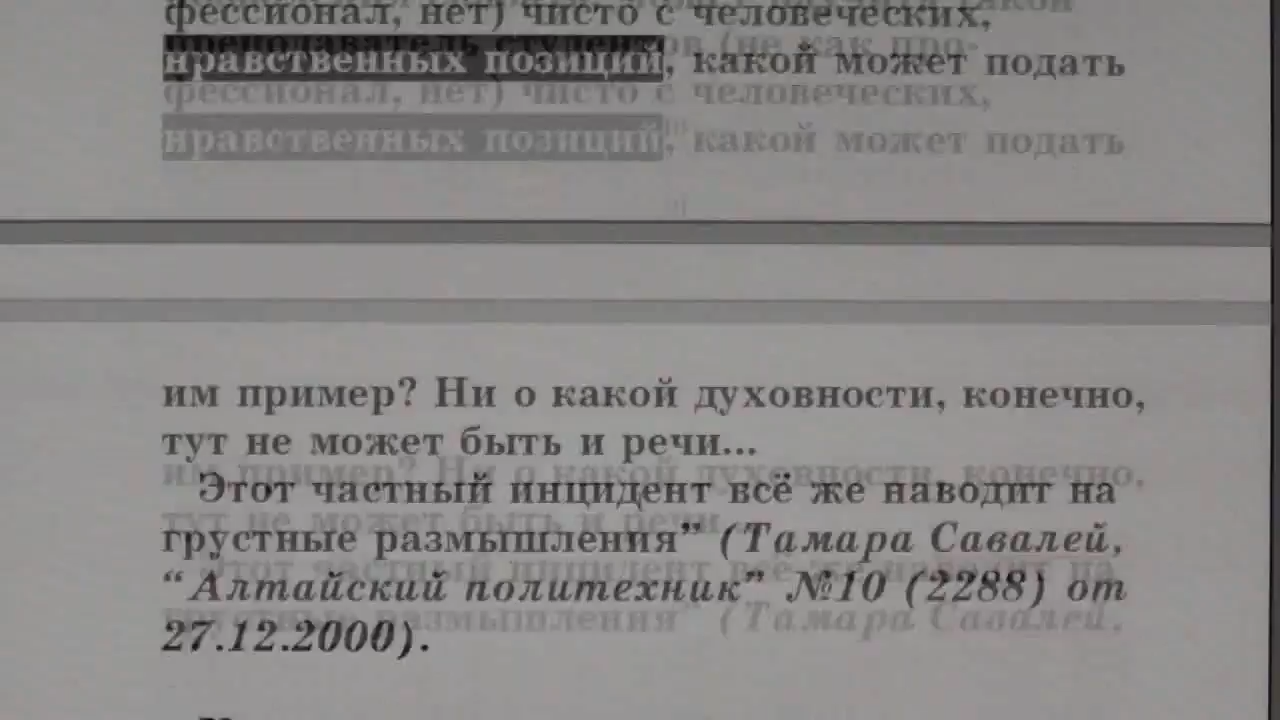 фессионал, нет) чисто с человеческих,
нравственных позиций, какой может подать
им пример? Ни о какой духовности, конечно,
тут не может быть и речи...
Этот частный инцидент всё же наводит на
грустные размышления” (Тамара Савалей,
“Алтайский политехник” №10 (2288) от
27.12.2000).